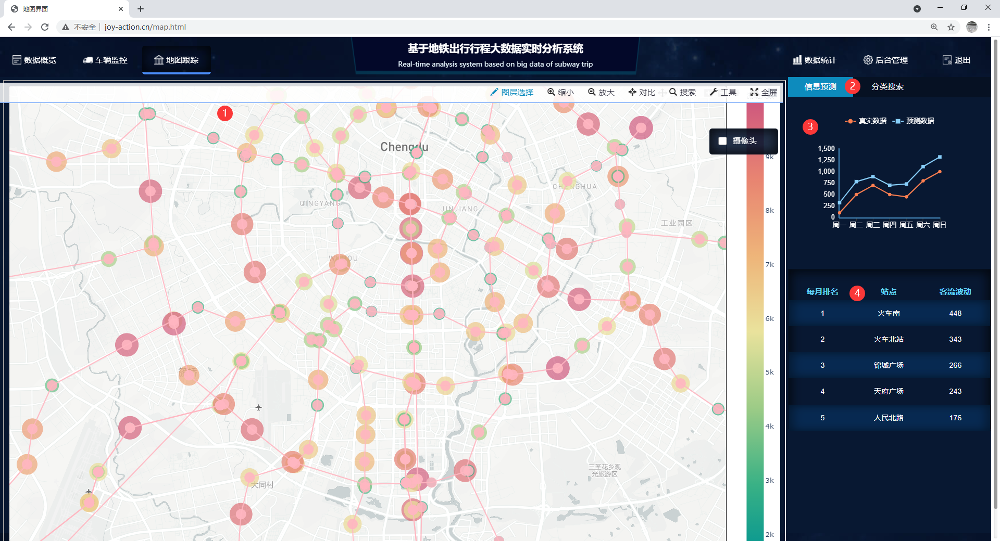 地图界面
不安全
joy-action.cn/map.html
数据概览
车辆监控
地图跟踪
基于地铁出行行程大数据实时分析系统
Real-time analysis system based on big data of subway trip
数据统计
后台管理
退出
图层选择
缩小
放大
对比
搜索
工具
全屏
信息预测
2
分类搜索
1
Chengdu
摄像头
QINGYANG
CHENGHUA
JINJIANG
工业园区
大同村
三圣花乡观
光旅游区
9k
8k
7k
6k
5k
4k
3k
2k
3
真实数据
预测数据
1,500
1,250
1,000
750
500
250
0
周一 周二 周三 周四 周五 周六 周日
每月排名 4 站点 客流波动
1 火车南 448
2 火车北站 343
3 锦城广场 266
4 天府广场 243
5 人民北路 176